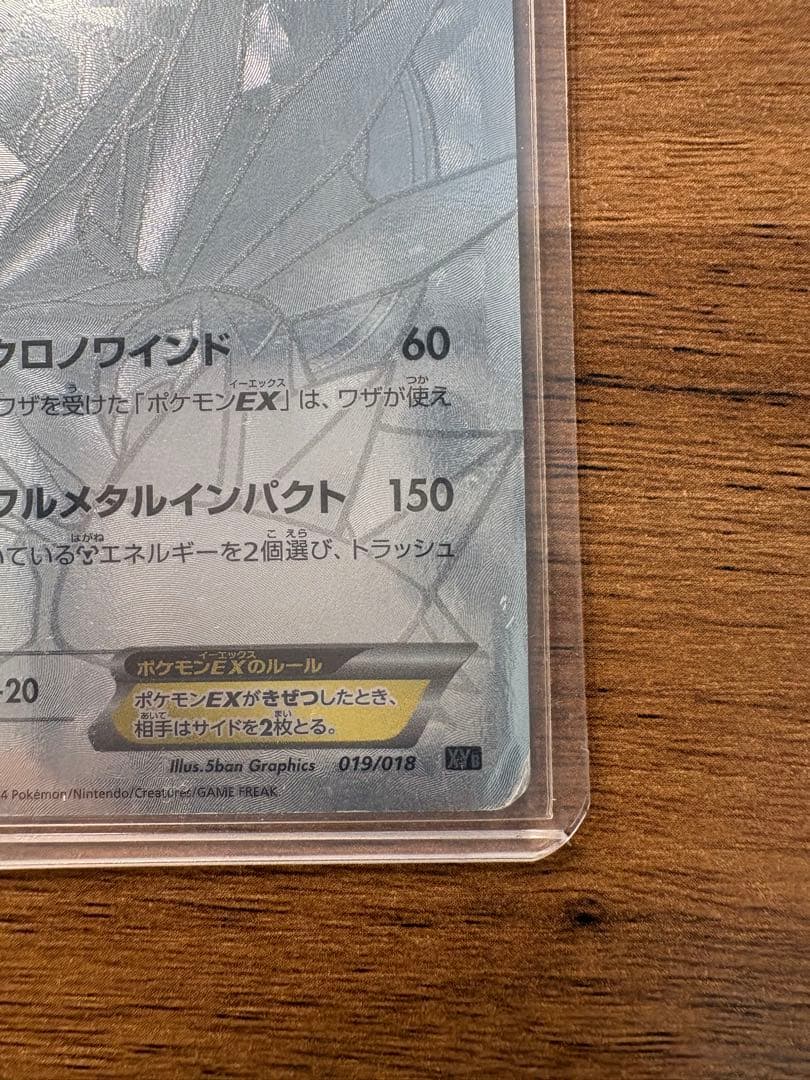 クロノワインド 60
ワザを受けた「ポケモンEX」は、ワザが使え
フルメタルインパクト 150
いている エネルギーを2個選び、トラッシュ
-20
ポケモンEXのルール
ポケモンEXがきぜつしたとき、
相手はサイドを2枚とる。
Illus.5ban Graphics 019/018
4 Pokémon/Nintendo/Creatures/GAME FREAK.